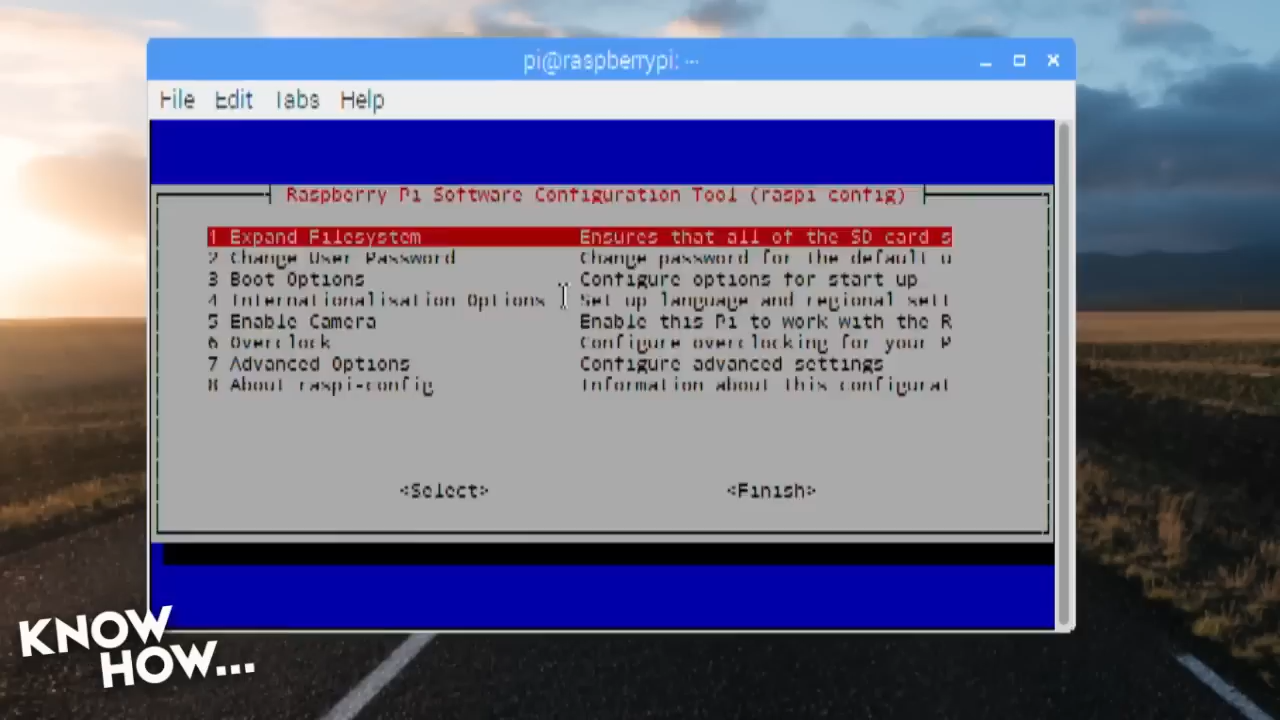 pi@raspberrypi: ~
File Edit Tabs Help
Raspberry Pi Software Configuration Tool (raspi-config)
1 Expand Filesystem Ensures that all of the SD card s
2 Change User Password Change password for the default u
3 Boot Options Configure options for start-up
4 Internationalisation Options Set up language and regional sett
5 Enable Camera Enable this Pi to work with the R
6 Overclock Configure overclocking for your P
7 Advanced Options Configure advanced settings
8 About raspi-config Information about this configurat
<Select> <Finish>
KNOW
HOW...